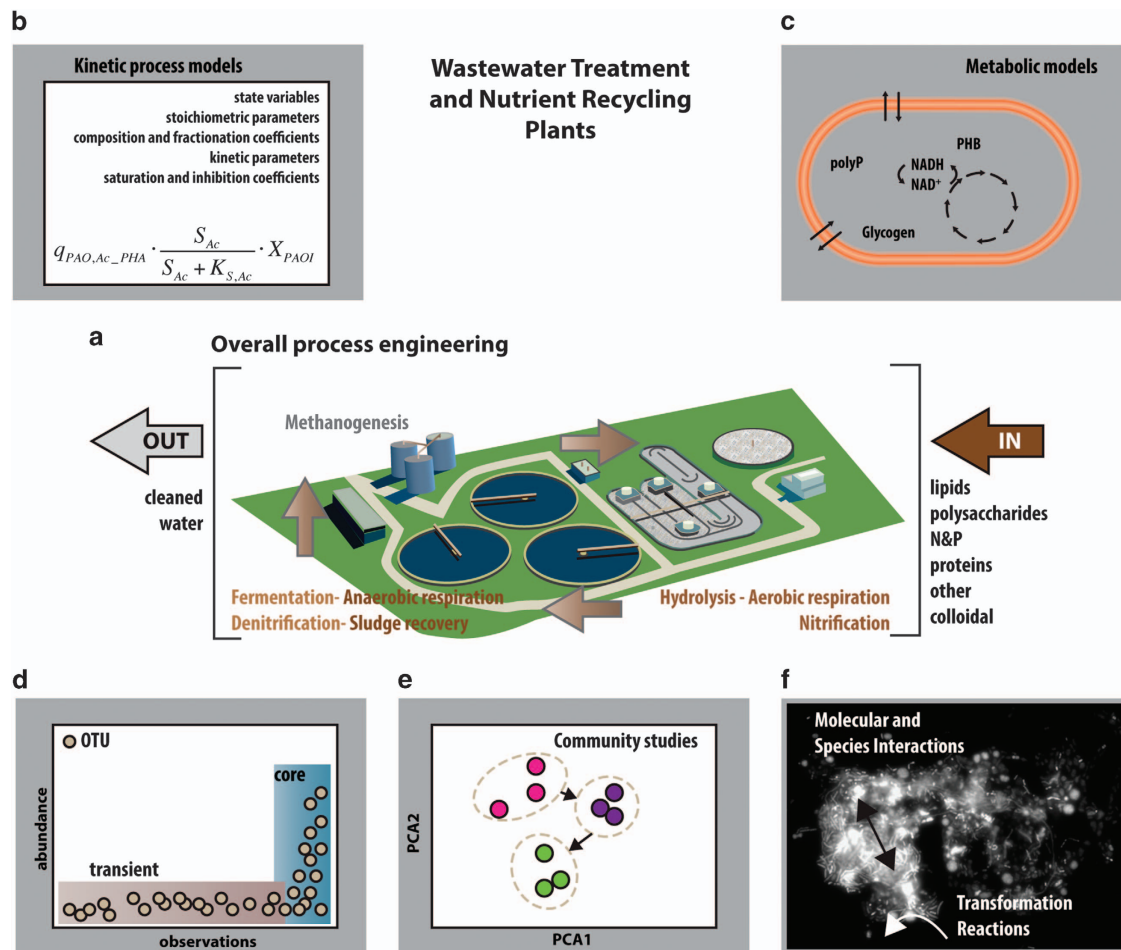 b
Kinetic process models
state variables
stoichiometric parameters
composition and fractionation coefficients
kinetic parameters
saturation and inhibition coefficients
q_{PAO,Ac_PHA} · \frac{S_{Ac}}{S_{Ac} + K_{S,Ac}} · X_{PAOI}
Wastewater Treatment
and Nutrient Recycling
Plants
c
Metabolic models
polyP
PHB
NADH
NAD⁺
Glycogen
a
Overall process engineering
OUT
cleaned
water
Methanogenesis
Fermentation- Anaerobic respiration
Denitrification- Sludge recovery
Hydrolysis - Aerobic respiration
Nitrification
IN
lipids
polysaccharides
N&P
proteins
other
colloidal
d
OTU
core
transient
abundance
observations
e
Community studies
PCA2
PCA1
f
Molecular and
Species Interactions
Transformation
Reactions